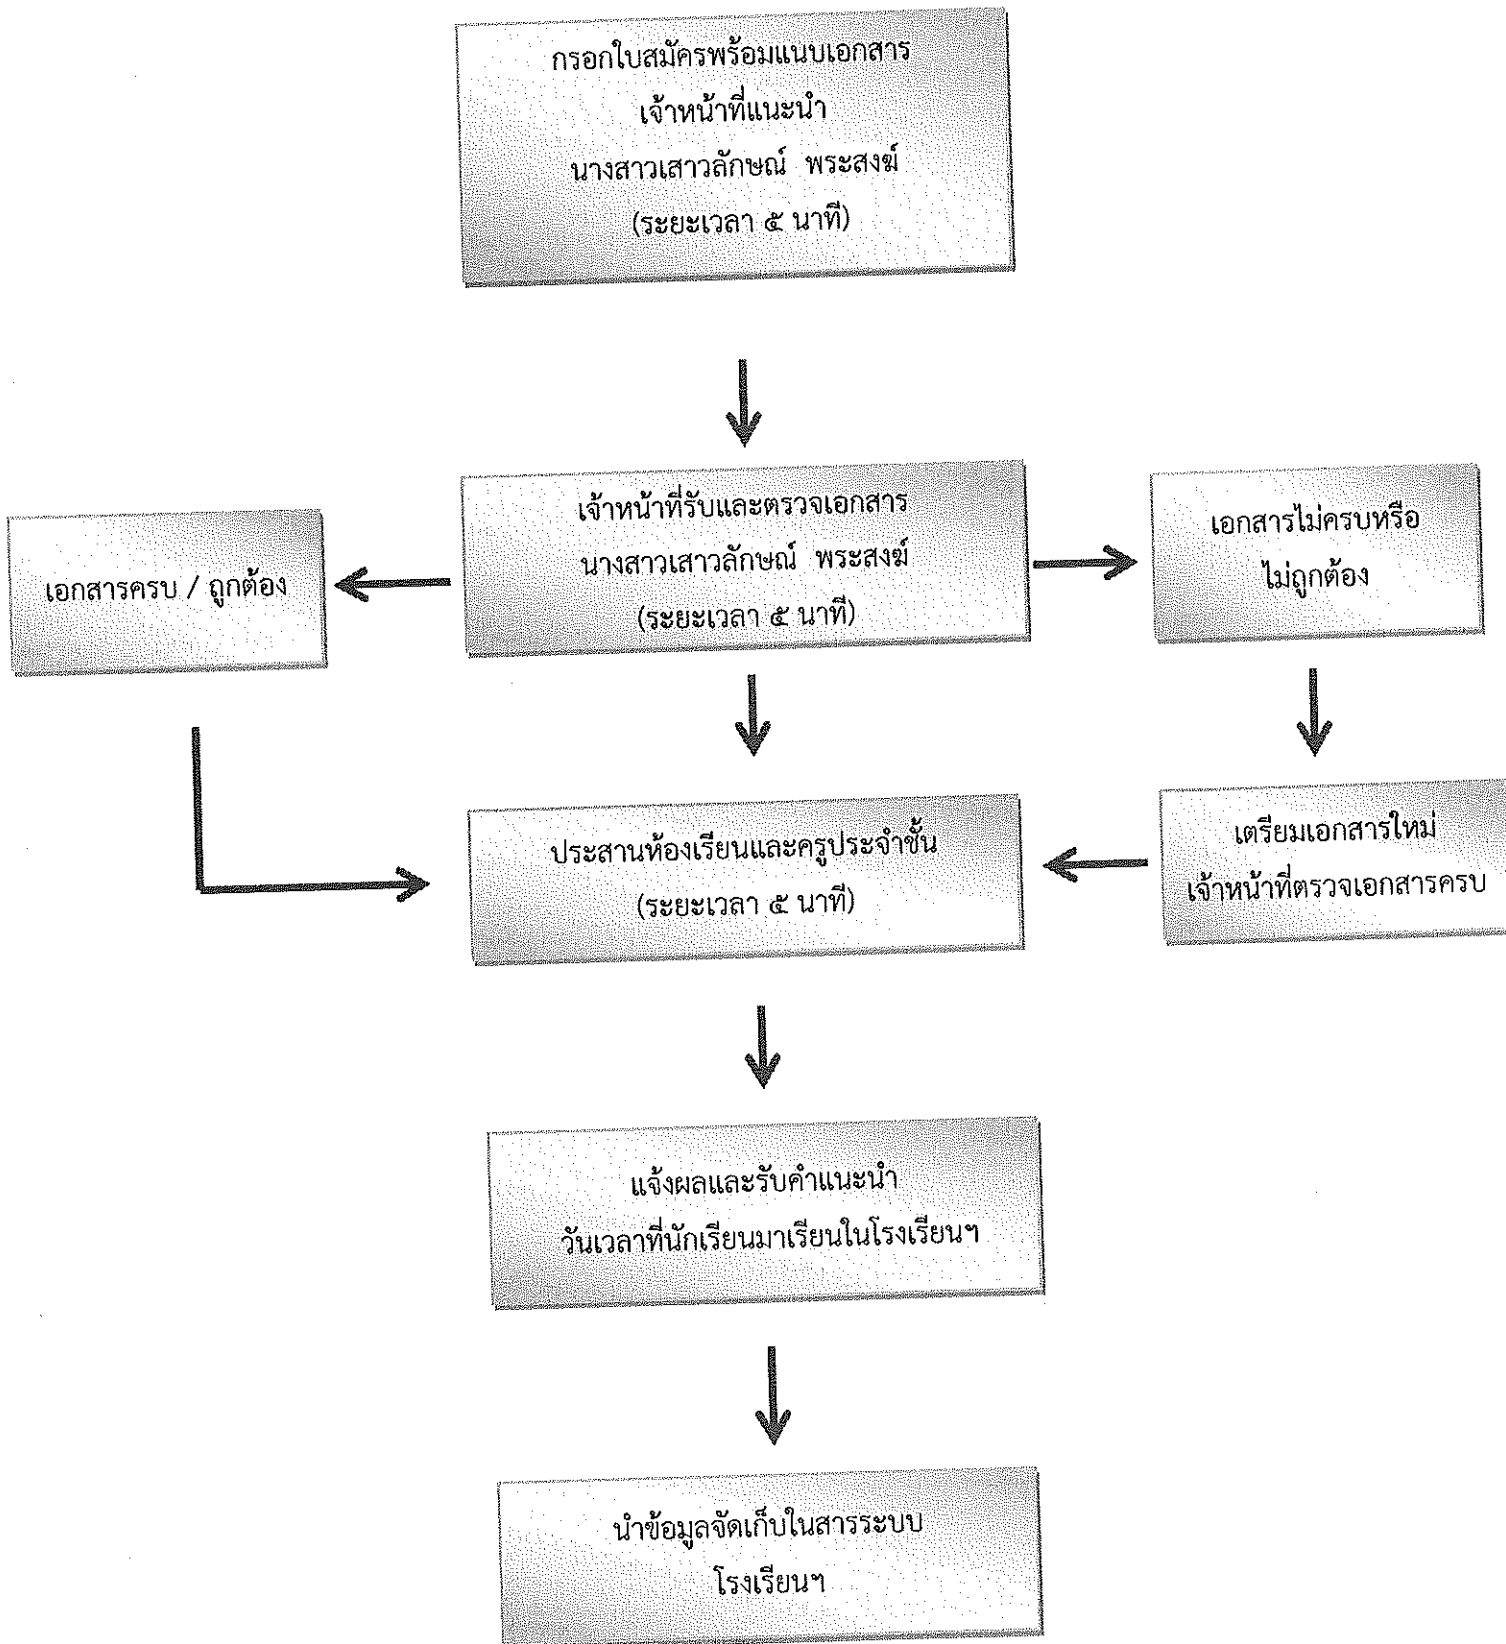 กรอกใบสมัครพร้อมแนบเอกสาร
เจ้าหน้าที่แนะนำ
นางสาวเสาวลักษณ์ พระสงฆ์
(ระยะเวลา ๕ นาที)
เจ้าหน้าที่รับและตรวจเอกสาร
นางสาวเสาวลักษณ์ พระสงฆ์
(ระยะเวลา ๕ นาที)
เอกสารครบ / ถูกต้อง
เอกสารไม่ครบหรือ
ไม่ถูกต้อง
ประสานห้องเรียนและครูประจำชั้น
(ระยะเวลา ๕ นาที)
เตรียมเอกสารใหม่
เจ้าหน้าที่ตรวจเอกสารครบ
แจ้งผลและรับคำแนะนำ
วันเวลาที่นักเรียนมาเรียนในโรงเรียนฯ
นำข้อมูลจัดเก็บในสารระบบ
โรงเรียนฯ